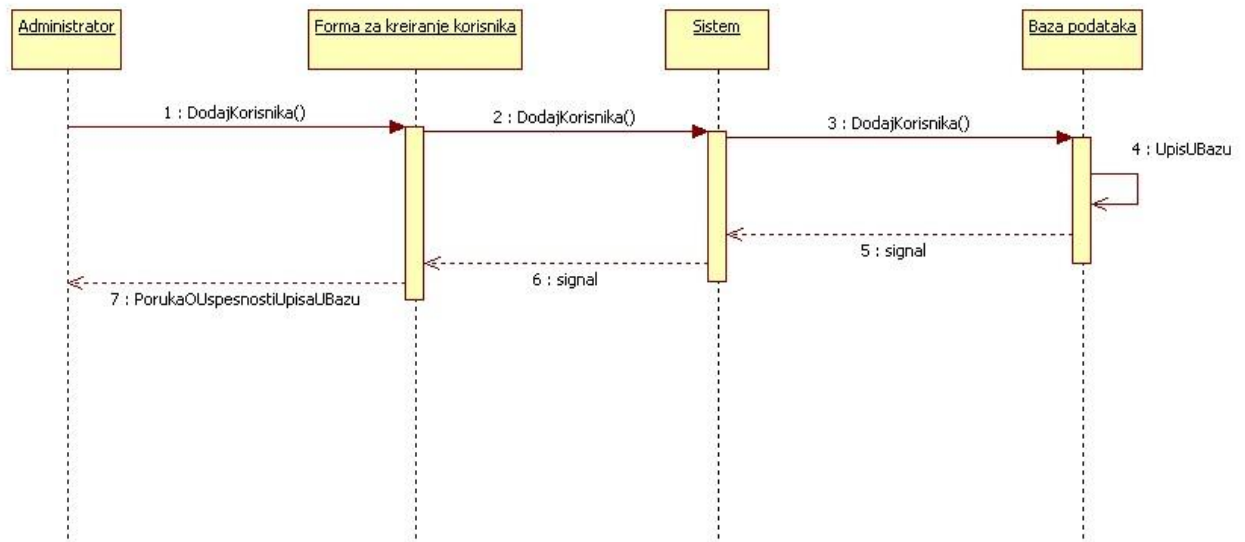 Administrator
Forma za kreiranje korisnika
Sistem
Baza podataka
1 : DodajKorisnika()
2 : DodajKorisnika()
3 : DodajKorisnika()
4 : UpisUBazu
5 : signal
6 : signal
7 : PorukaOUspesnostiUpisaUBazu